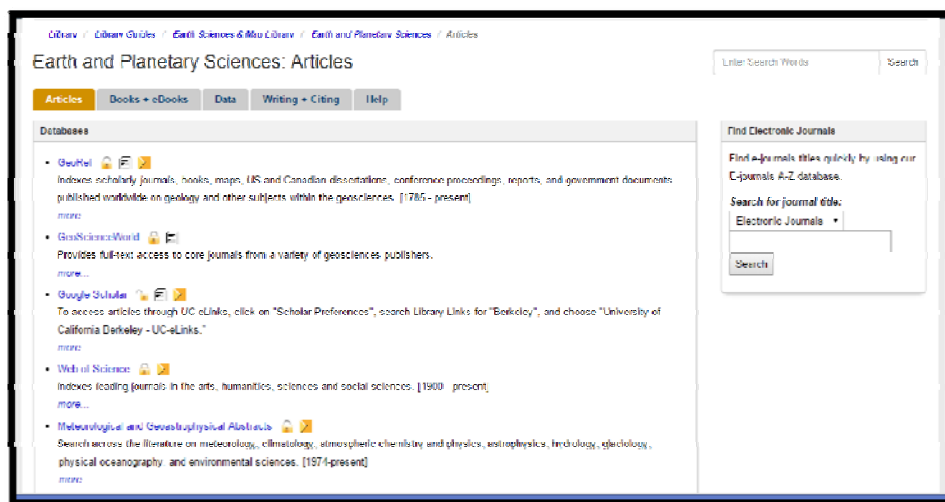 Library / Library Guides / Earth Sciences & Map Library / Earth and Planetary Sciences / Articles
Earth and Planetary Sciences: Articles
Enter Search Words Search
Articles Books + eBooks Data Writing + Citing Help
Databases
GeoRef
Indexes scholarly journals, books, maps, US and Canadian dissertations, conference proceedings, reports, and government documents
published worldwide on geology and other subjects within the geosciences. [1785 - present]
more
GeoScienceWorld
Provides full-text access to core journals from a variety of geosciences publishers.
more...
Google Scholar
To access articles through UC eLinks, click on "Scholar Preferences", search Library Links for "Berkeley", and choose "University of
California Berkeley - UC-eLinks."
more
Web of Science
Indexes leading journals in the arts, humanities, sciences and social sciences. [1900 - present]
more...
Meteorological and Geoastrophysical Abstracts
Search across the literature on meteorology, climatology, atmospheric chemistry and physics, astrophysics, hydrology, glaciology,
physical oceanography, and environmental sciences. [1974-present]
more
Find Electronic Journals
Find e-journals titles quickly by using our
E-journals A-Z database.
Search for journal title:
Electronic Journals
Search